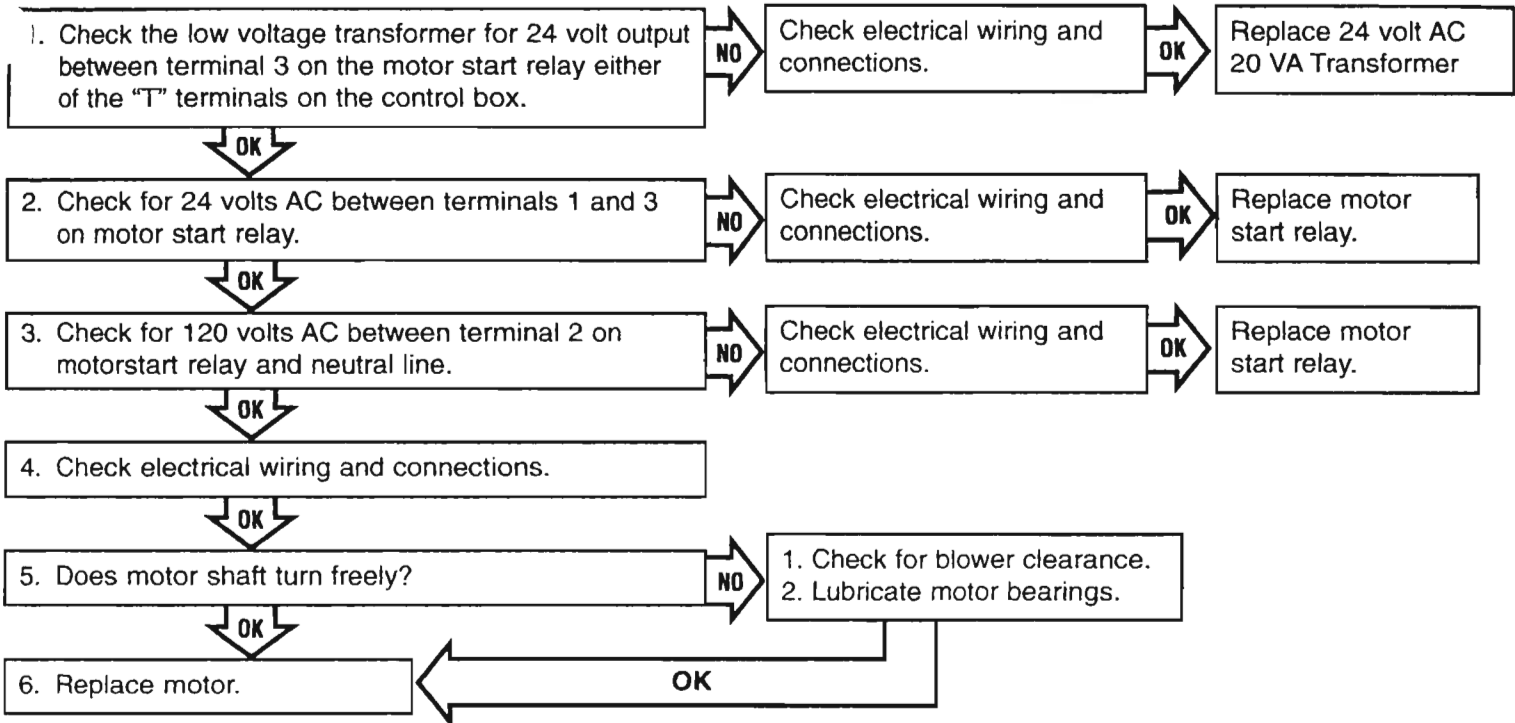 1. Check the low voltage transformer for 24 volt output
between terminal 3 on the motor start relay either
of the “T” terminals on the control box.
NO
Check electrical wiring and
connections.
OK
Replace 24 volt AC
20 VA Transformer
OK
2. Check for 24 volts AC between terminals 1 and 3
on motor start relay.
NO
Check electrical wiring and
connections.
OK
Replace motor
start relay.
OK
3. Check for 120 volts AC between terminal 2 on
motorstart relay and neutral line.
NO
Check electrical wiring and
connections.
OK
Replace motor
start relay.
OK
4. Check electrical wiring and connections.
OK
5. Does motor shaft turn freely?
NO
1. Check for blower clearance.
2. Lubricate motor bearings.
OK
6. Replace motor.
OK